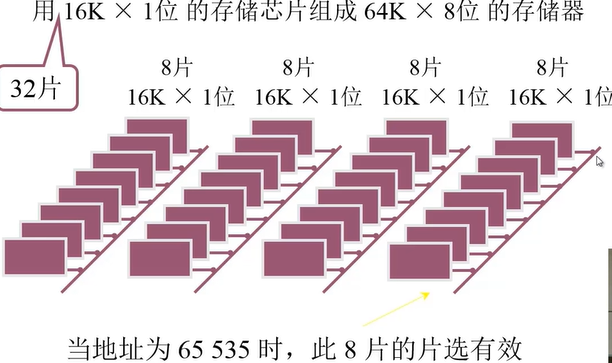 用 16K × 1位 的存储芯片组成 64K × 8位 的存储器
32片
8片 8片 8片 8片
16K × 1位 16K × 1位 16K × 1位 16K × 1位
当地址为 65 535 时，此 8 片的片选有效